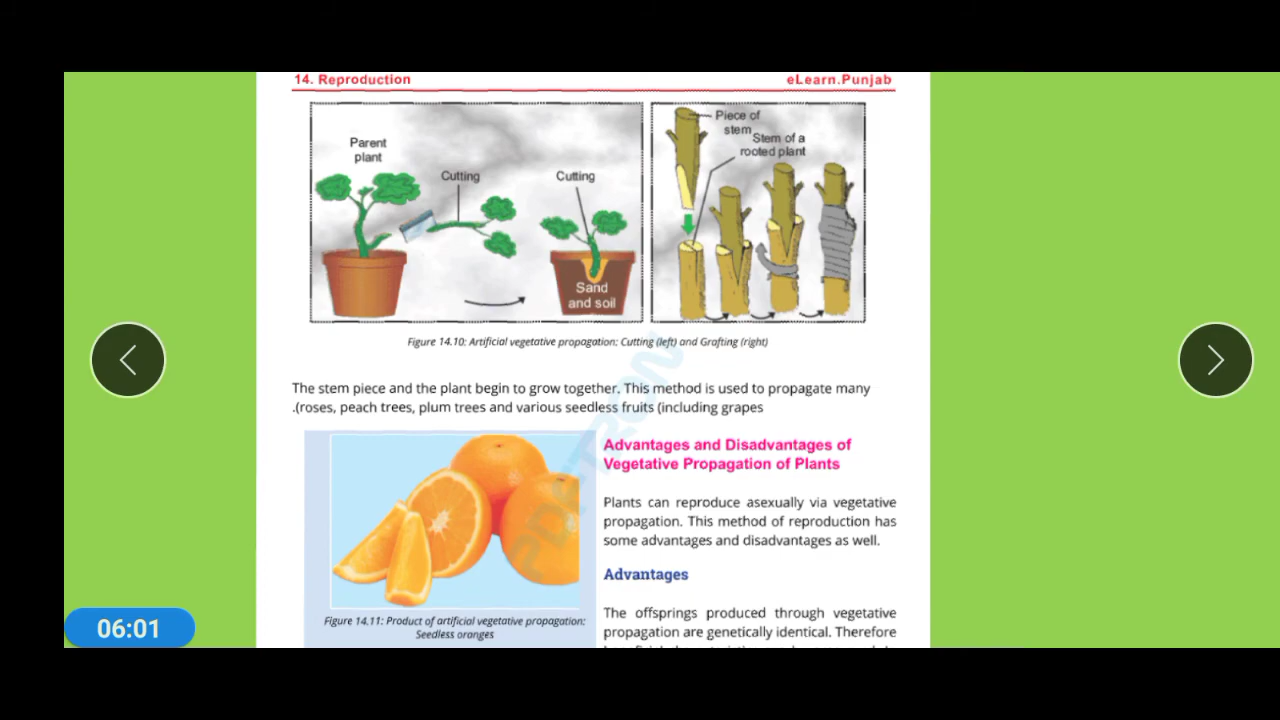 14. Reproduction
eLearn.Punjab
Parent
plant
Cutting
Cutting
Sand
and soil
Piece of
stem
Stem of a
rooted plant
Figure 14.10: Artificial vegetative propagation: Cutting (left) and Grafting (right)
The stem piece and the plant begin to grow together. This method is used to propagate many
.(roses, peach trees, plum trees and various seedless fruits (including grapes
Figure 14.11: Product of artificial vegetative propagation:
Seedless oranges
Advantages and Disadvantages of
Vegetative Propagation of Plants
Plants can reproduce asexually via vegetative
propagation. This method of reproduction has
some advantages and disadvantages as well.
Advantages
The offsprings produced through vegetative
propagation are genetically identical. Therefore
PDFTRON
06:01